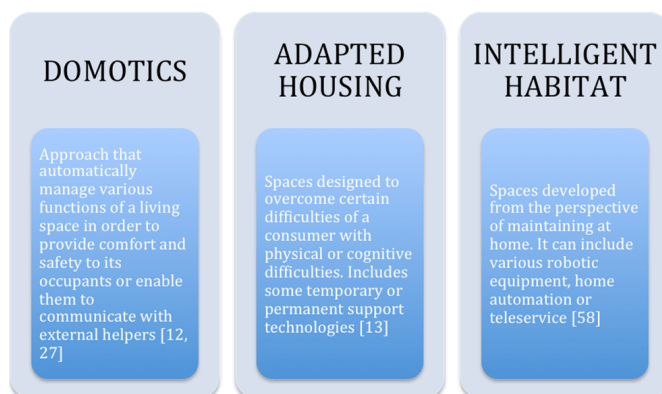 DOMOTICS
Approach that
automatically
manage various
functions of a living
space in order to
provide comfort and
safety to its
occupants or enable
them to
communicate with
external helpers [12,
27]
ADAPTED
HOUSING
Spaces designed to
overcome certain
difficulties of a
consumer with
physical or cognitive
difficulties. Includes
some temporary or
permanent support
technologies [13]
INTELLIGENT
HABITAT
Spaces developed
from the perspective
of maintaining at
home. It can include
various robotic
equipment, home
automation or
teleservice [58]